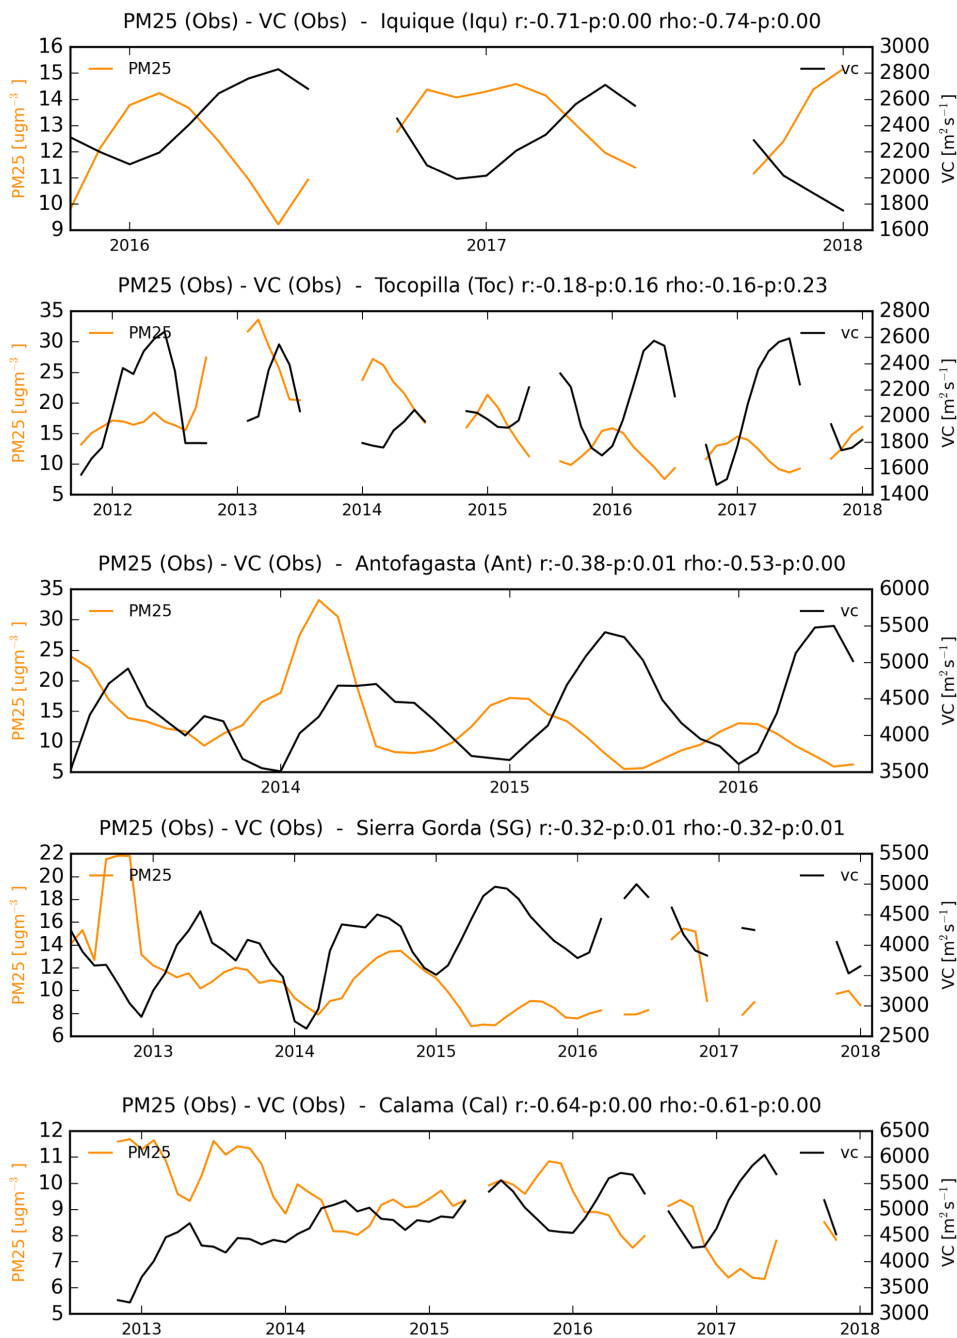 PM25 (Obs) - VC (Obs)  -  Iquique (Iqu) r:-0.71-p:0.00 rho:-0.74-p:0.00
16 3000
PM25 vc
15 2800
14 2600
13 2400
12 2200
11 2000
10 1800
9 1600
PM25 [ugm⁻³ ]
VC [m²s⁻¹]
2016 2017 2018
PM25 (Obs) - VC (Obs)  -  Tocopilla (Toc) r:-0.18-p:0.16 rho:-0.16-p:0.23
35 2800
PM25 vc
30 2600
25 2400
20 2200
15 2000
10 1800
5 1600
1400
PM25 [ugm⁻³ ]
VC [m²s⁻¹]
2012 2013 2014 2015 2016 2017 2018
PM25 (Obs) - VC (Obs)  -  Antofagasta (Ant) r:-0.38-p:0.01 rho:-0.53-p:0.00
35 6000
PM25 vc
30 5500
25 5000
20 4500
15 4000
10 3500
5
PM25 [ugm⁻³ ]
VC [m²s⁻¹]
2014 2015 2016
PM25 (Obs) - VC (Obs)  -  Sierra Gorda (SG) r:-0.32-p:0.01 rho:-0.32-p:0.01
22 5500
PM25 vc
20 5000
18 4500
16 4000
14 3500
12 3000
10 2500
8
6
PM25 [ugm⁻³ ]
VC [m²s⁻¹]
2013 2014 2015 2016 2017 2018
PM25 (Obs) - VC (Obs)  -  Calama (Cal) r:-0.64-p:0.00 rho:-0.61-p:0.00
12 6500
PM25 vc
11 6000
10 5500
9 5000
8 4500
7 4000
6 3500
5 3000
PM25 [ugm⁻³ ]
VC [m²s⁻¹]
2013 2014 2015 2016 2017